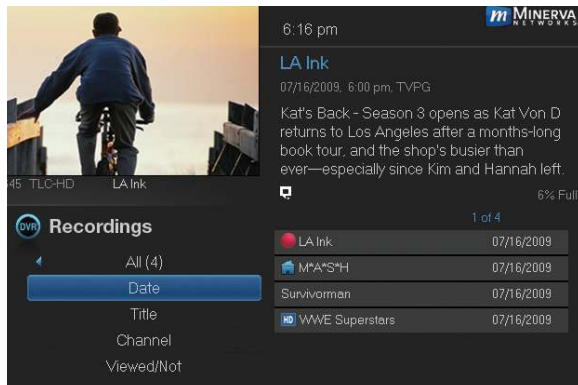 6:16 pm
m MINERVA
NETWORKS
LA Ink
07/16/2009, 6:00 pm, TVPG
Kat's Back - Season 3 opens as Kat Von D
returns to Los Angeles after a months-long
book tour, and the shop's busier than
ever—especially since Kim and Hannah left.
45 TLC-HD LA Ink
6% Full
DVR Recordings
All (4)
Date
Title
Channel
Viewed/Not
1 of 4
LA Ink 07/16/2009
M*A*S*H 07/16/2009
Survivorman 07/16/2009
HD WWE Superstars 07/16/2009